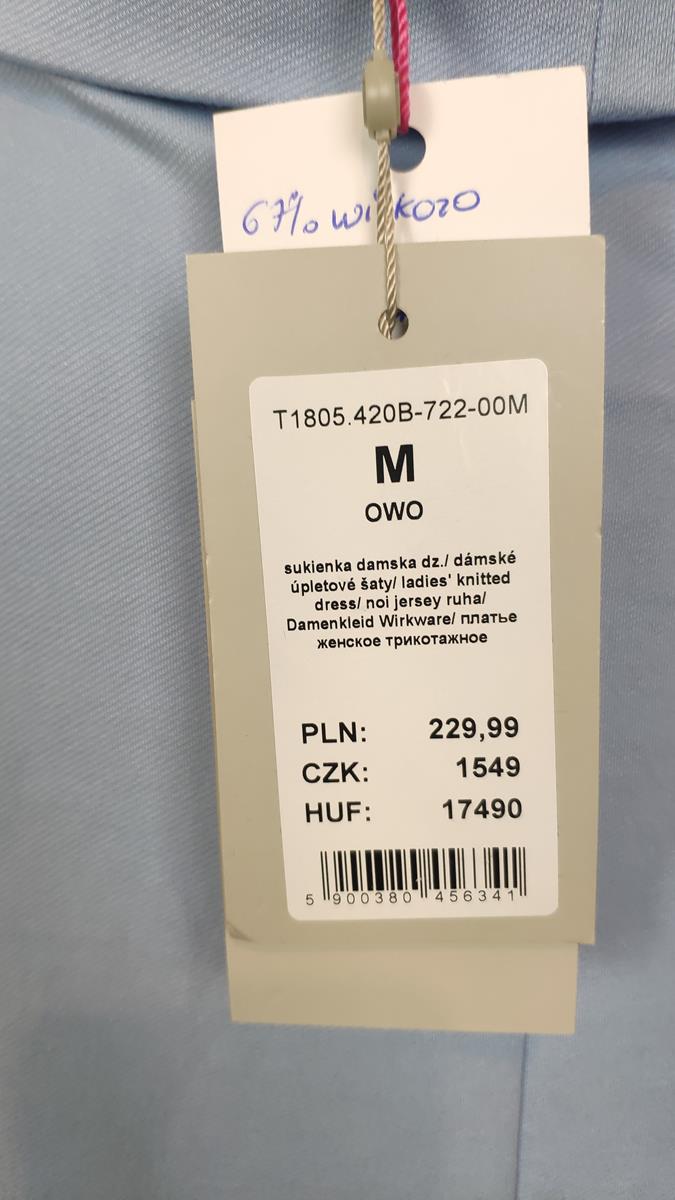 67% wiskozo
T1805.420B-722-00M
M
OWO
sukienka damska dz./ dámské
úpletové šaty/ ladies' knitted
dress/ noi jersey ruha/
Damenkleid Wirkware/ платье
женское трикотажное
PLN: 229,99
CZK: 1549
HUF: 17490
5 900380 456341